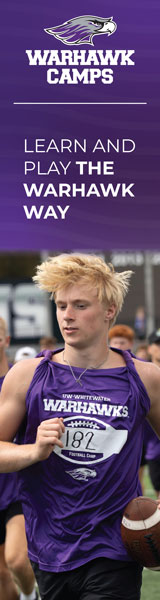 WARHAWK
CAMPS
LEARN AND
PLAY THE
WARHAWK
WAY
UW-WHITEWATER
WARHAWKS
182
FOOTBALL CAMP